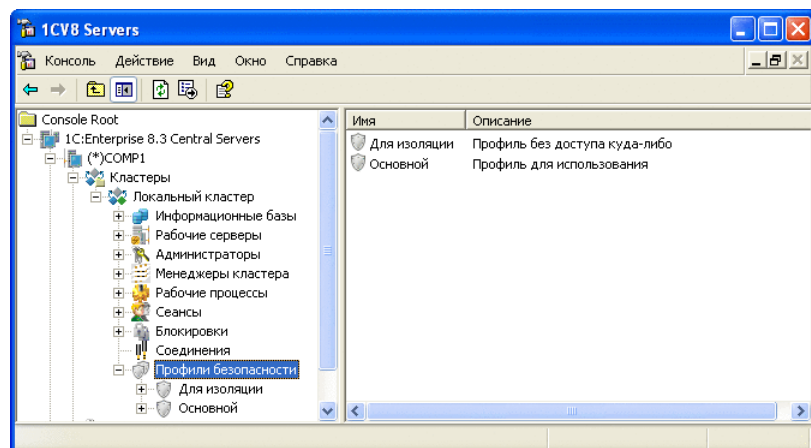 1CV8 Servers
Консоль Действие Вид Окно Справка
Console Root
1C:Enterprise 8.3 Central Servers
(*)COMP1
Кластеры
Локальный кластер
Информационные базы
Рабочие серверы
Администраторы
Менеджеры кластера
Рабочие процессы
Сеансы
Блокировки
Соединения
Профили безопасности
Для изоляции
Основной
Имя Описание
Для изоляции Профиль без доступа куда-либо
Основной Профиль для использования